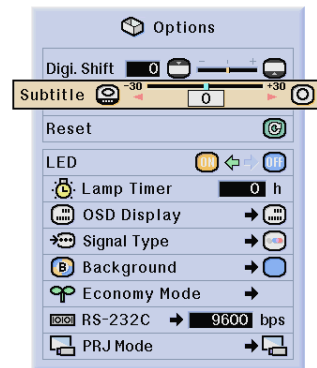 Options
Digi. Shift 0
Subtitle -30 0 +30
Reset
LED ON OFF
Lamp Timer 0 h
OSD Display
Signal Type
B Background
Economy Mode
RS-232C 9600 bps
PRJ Mode